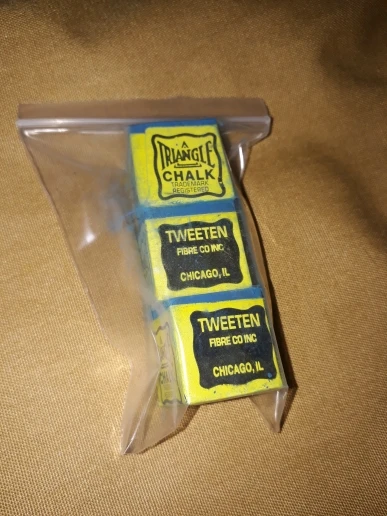 A
TRIANGLE
CHALK
TRADEMARK
REGISTERED
TWEETEN
FIBRE CO INC
CHICAGO, IL
TWEETEN
FIBRE CO INC
CHICAGO, IL